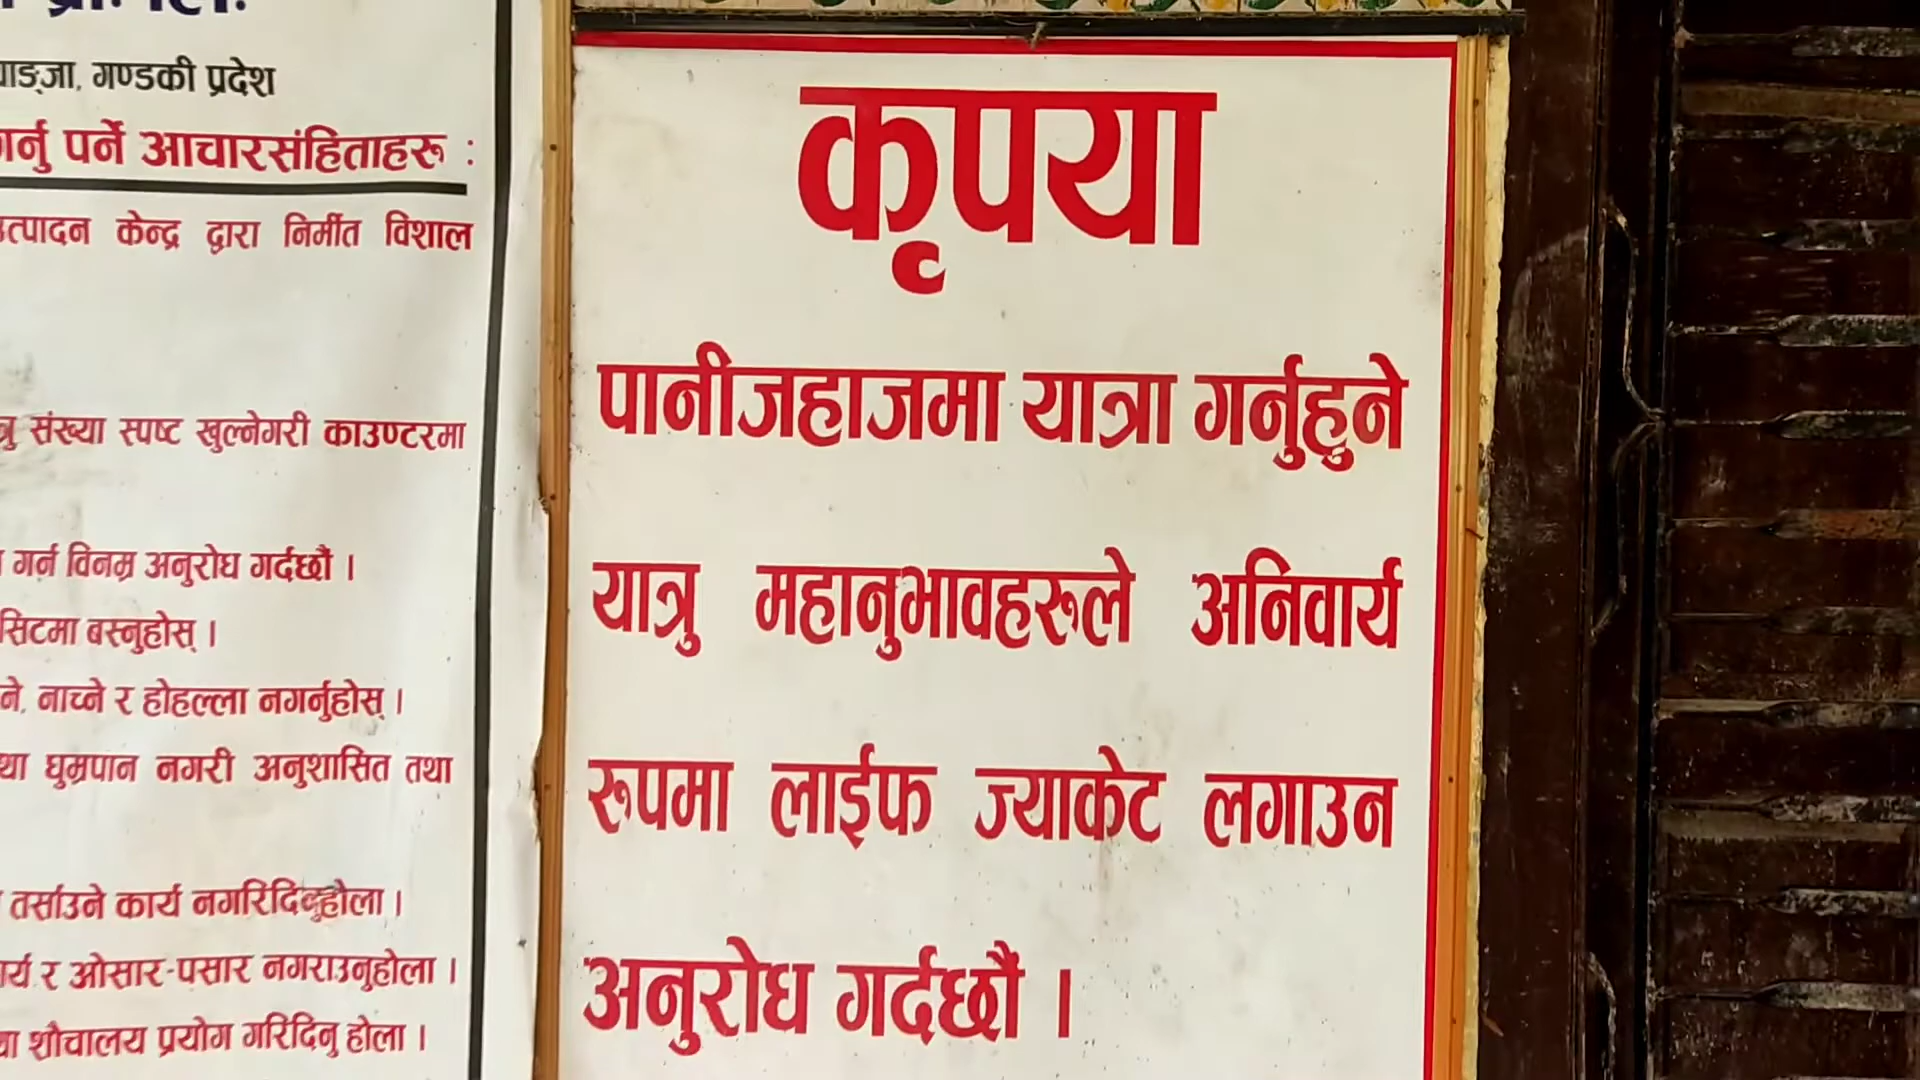 गण्डकी प्रदेश
गर्नु पर्ने आचारसंहिताहरु :
उत्पादन केन्द्र द्वारा निर्मीत विशाल
संख्या स्पष्ट खुल्नेगरी काउण्टरमा
गर्न विनम्र अनुरोध गर्दछौ ।
सिटमा बस्नुहोस् ।
नाच्ने र होहल्ला नगर्नुहोस् ।
घुम्रपान नगरी अनुशासित तथा
तर्साउने कार्य नगरिदिनुहोला ।
र ओसार-पसार नगराउनुहोला ।
शौचालय प्रयोग गरिदिनु होला ।
कृपया
पानीजहाजमा यात्रा गर्नुहुने
यात्रु महानुभावहरूले अनिवार्य
रूपमा लाईफ ज्याकेट लगाउन
अनुरोध गर्दछौं ।